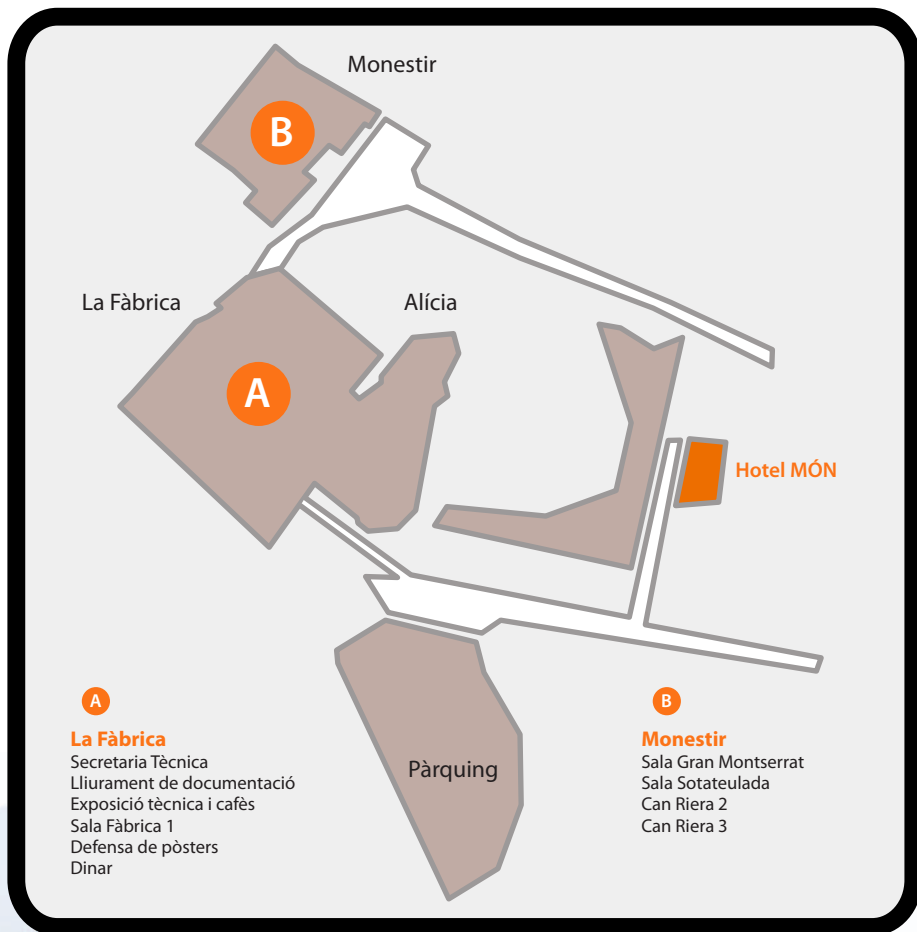 Monestir
B
La Fàbrica
Alícia
A
Hotel MÓN
Pàrquing
A
La Fàbrica
Secretaria Tècnica
Lliurament de documentació
Exposició tècnica i cafès
Sala Fàbrica 1
Defensa de pòsters
Dinar
B
Monestir
Sala Gran Montserrat
Sala Sotateulada
Can Riera 2
Can Riera 3